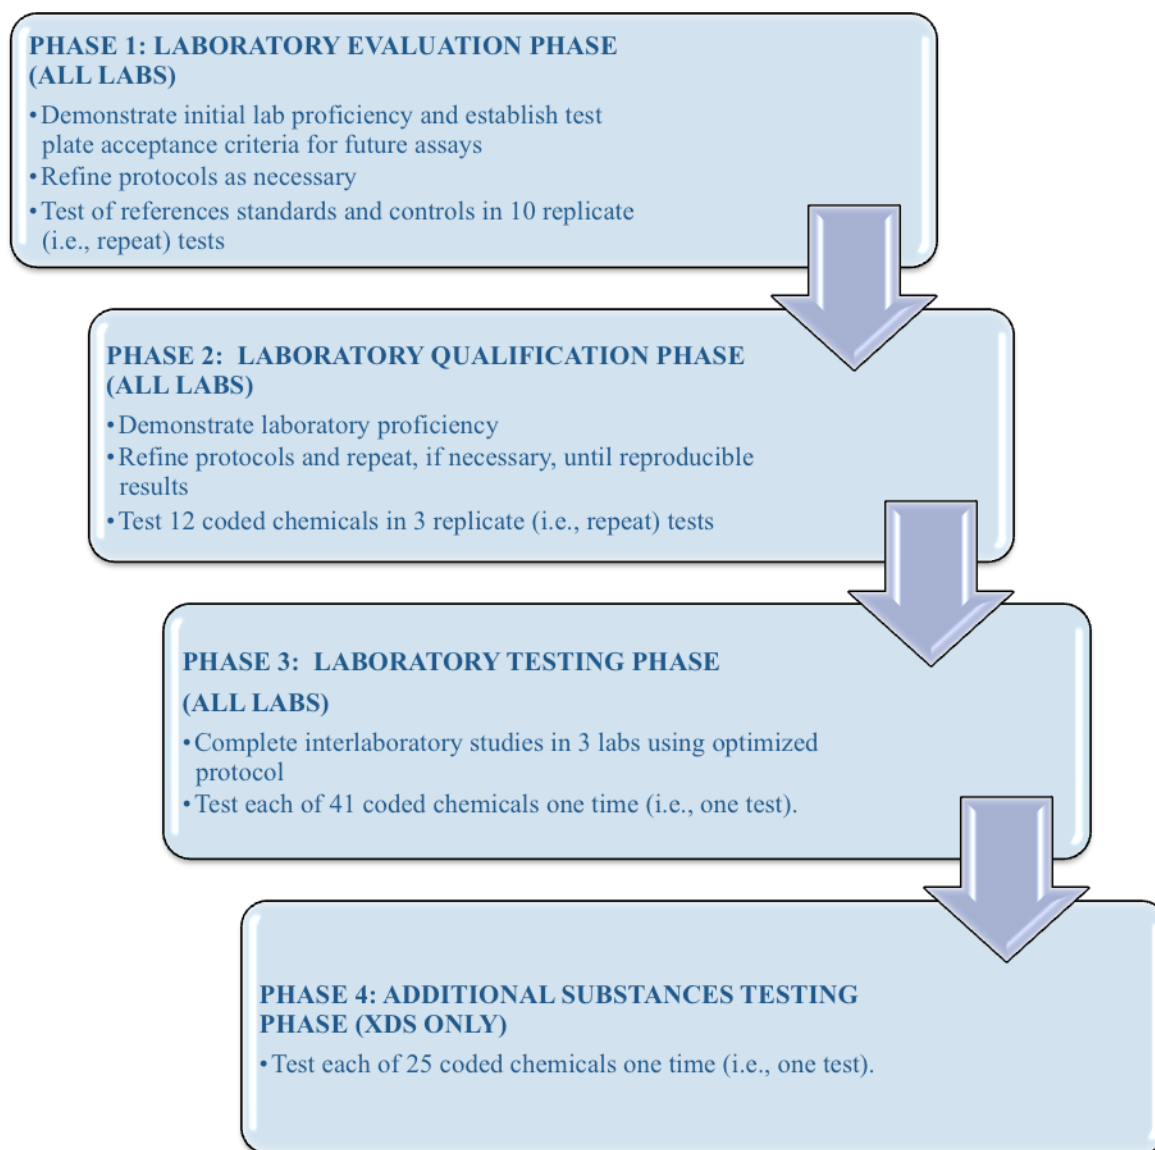 PHASE 1: LABORATORY EVALUATION PHASE
(ALL LABS)
•Demonstrate initial lab proficiency and establish test
plate acceptance criteria for future assays
•Refine protocols as necessary
•Test of references standards and controls in 10 replicate
(i.e., repeat) tests
PHASE 2:  LABORATORY QUALIFICATION PHASE
(ALL LABS)
•Demonstrate laboratory proficiency
•Refine protocols and repeat, if necessary, until reproducible
results
•Test 12 coded chemicals in 3 replicate (i.e., repeat) tests
PHASE 3:  LABORATORY TESTING PHASE
(ALL LABS)
•Complete interlaboratory studies in 3 labs using optimized
protocol
•Test each of 41 coded chemicals one time (i.e., one test).
PHASE 4: ADDITIONAL SUBSTANCES TESTING
PHASE (XDS ONLY)
•Test each of 25 coded chemicals one time (i.e., one test).